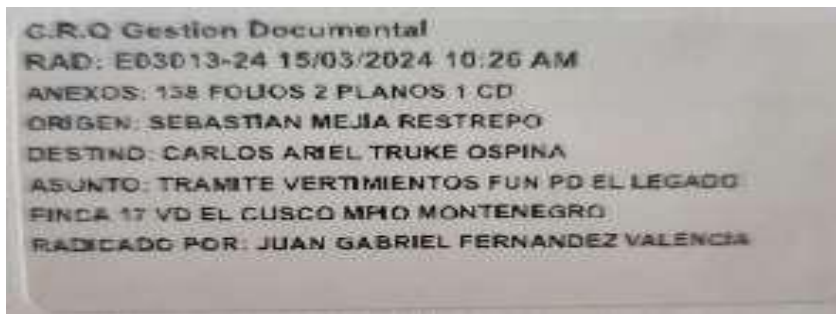 C.R.Q Gestion Documental
RAD: E03013-24 15/03/2024 10:26 AM
ANEXOS: 138 FOLIOS 2 PLANOS 1 CD
ORIGEN: SEBASTIAN MEJIA RESTREPO
DESTINO: CARLOS ARIEL TRUKE OSPINA
ASUNTO: TRAMITE VERTIMIENTOS FUN PD EL LEGADO
FINCA 17 VD EL CUSCO MPIO MONTENEGRO
RADICADO POR: JUAN GABRIEL FERNANDEZ VALENCIA